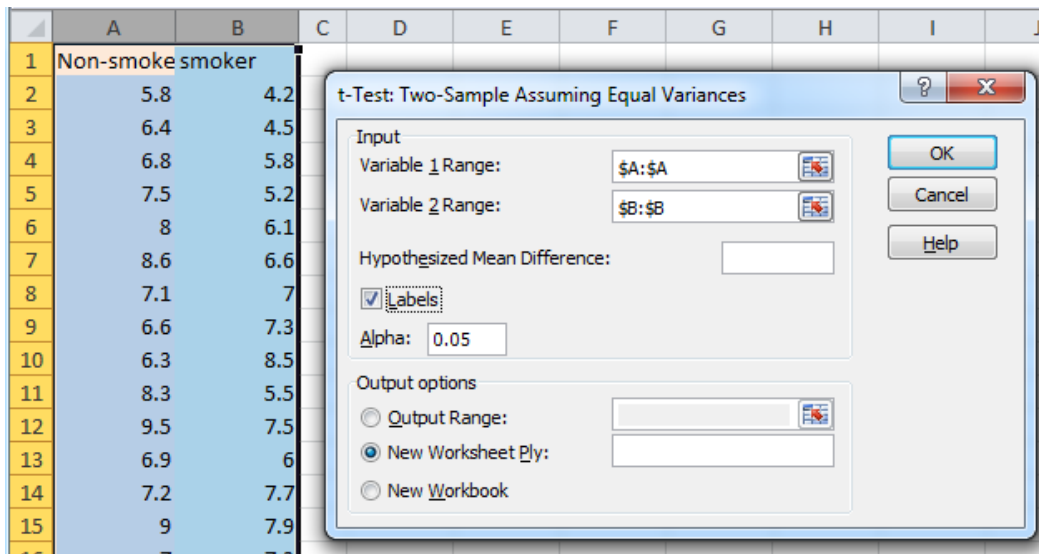 A B C D E F G H I
1 Non-smoke smoker
2 5.8 4.2
3 6.4 4.5
4 6.8 5.8
5 7.5 5.2
6 8 6.1
7 8.6 6.6
8 7.1 7
9 6.6 7.3
10 6.3 8.5
11 8.3 5.5
12 9.5 7.5
13 6.9 6
14 7.2 7.7
15 9 7.9
t-Test: Two-Sample Assuming Equal Variances
Input
Variable 1 Range: $A:$A
Variable 2 Range: $B:$B
Hypothesized Mean Difference:
Labels
Alpha: 0.05
Output options
Output Range:
New Worksheet Ply:
New Workbook
OK
Cancel
Help